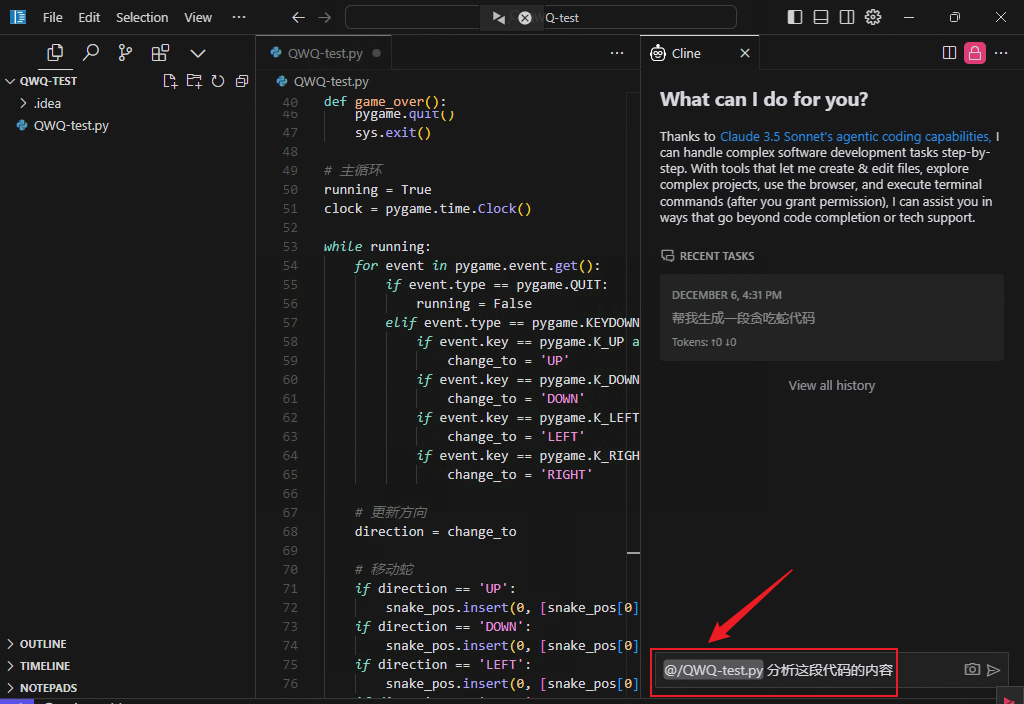 File Edit Selection View ···
Q-test
QWQ-TEST
.idea
QWQ-test.py
OUTLINE
TIMELINE
NOTEPADS
QWQ-test.py
QWQ-test.py
40 def game_over():
46 pygame.quit()
47 sys.exit()
48
49 # 主循环
50 running = True
51 clock = pygame.time.Clock()
52
53 while running:
54 for event in pygame.event.get():
55 if event.type == pygame.QUIT:
56 running = False
57 elif event.type == pygame.KEYDOWN
58 if event.key == pygame.K_UP a
59 change_to = 'UP'
60 if event.key == pygame.K_DOWN
61 change_to = 'DOWN'
62 if event.key == pygame.K_LEFT
63 change_to = 'LEFT'
64 if event.key == pygame.K_RIGH
65 change_to = 'RIGHT'
66
67 # 更新方向
68 direction = change_to
69
70 # 移动蛇
71 if direction == 'UP':
72 snake_pos.insert(0, [snake_pos[0]
73 if direction == 'DOWN':
74 snake_pos.insert(0, [snake_pos[0]
75 if direction == 'LEFT':
76 snake_pos.insert(0, [snake_pos[0]
Cline
What can I do for you?
Thanks to Claude 3.5 Sonnet's agentic coding capabilities, I
can handle complex software development tasks step-by-
step. With tools that let me create & edit files, explore
complex projects, use the browser, and execute terminal
commands (after you grant permission), I can assist you in
ways that go beyond code completion or tech support.
RECENT TASKS
DECEMBER 6, 4:31 PM
帮我生成一段贪吃蛇代码
Tokens: ↑0 ↓0
View all history
@/QWQ-test.py 分析这段代码的内容